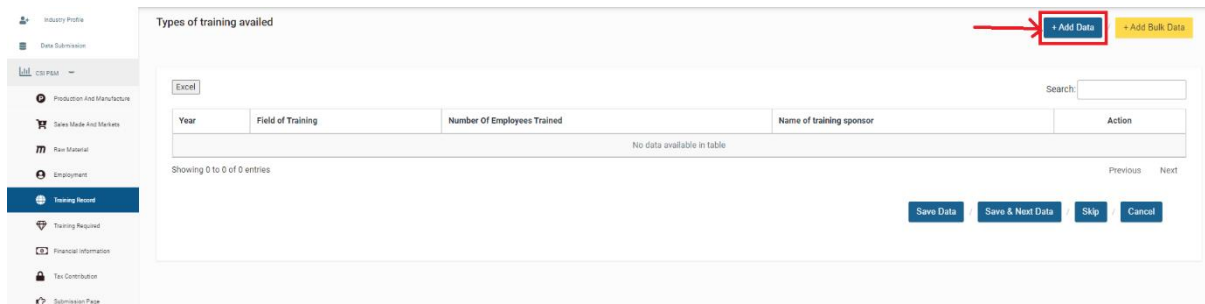 Industry Profile
Data Submission
CSI P&M
Production And Manufacture
Sales Made And Markets
Raw Material
Employment
Training Record
Training Required
Financial Information
Tax Contribution
Submission Page
Types of training availed
+ Add Data / + Add Bulk Data
Excel
Search:
Year Field of Training Number Of Employees Trained Name of training sponsor Action
No data available in table
Showing 0 to 0 of 0 entries
Previous Next
Save Data / Save & Next Data / Skip / Cancel